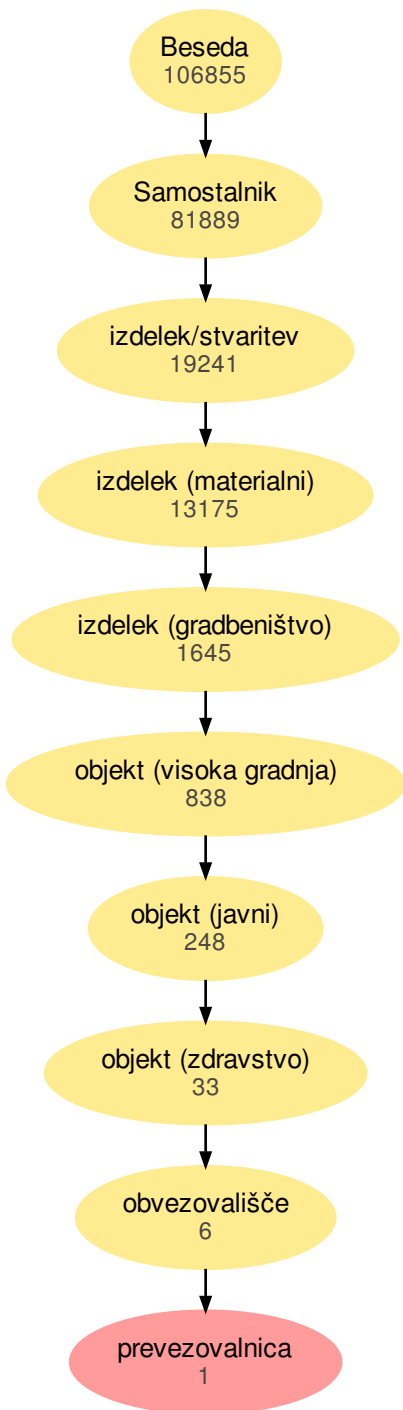 Beseda
106855
Samostalnik
81889
izdelek/stvaritev
19241
izdelek (materialni)
13175
izdelek (gradbeništvo)
1645
objekt (visoka gradnja)
838
objekt (javni)
248
objekt (zdravstvo)
33
obvezovališče
6
prevezovalnica
1